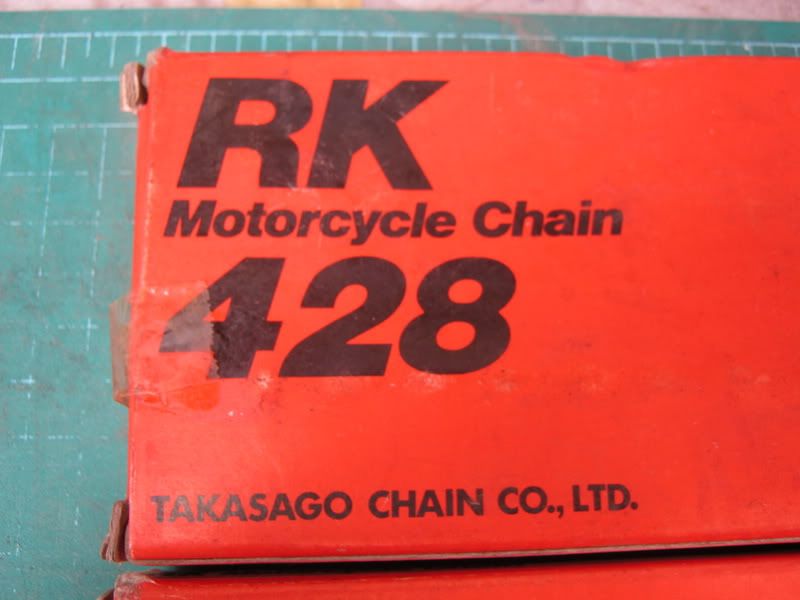 RK
Motorcycle Chain
428
TAKASAGO CHAIN CO., LTD.